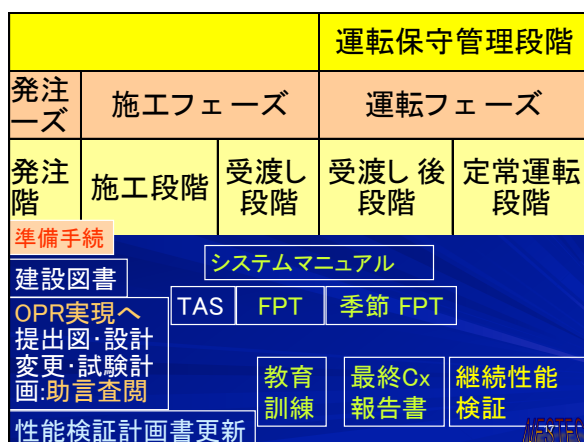 運転保守管理段階
発注
ーズ
施工フェーズ
運転フェーズ
発注
階
施工段階
受渡し
段階
受渡し後
段階
定常運転
段階
準備手続
システムマニュアル
建設図書
TAS
FPT
季節 FPT
OPR実現へ
提出図・設計
変更・試験計
画:助言査閲
教育
訓練
最終Cx
報告書
継続性能
検証
性能検証計画書更新